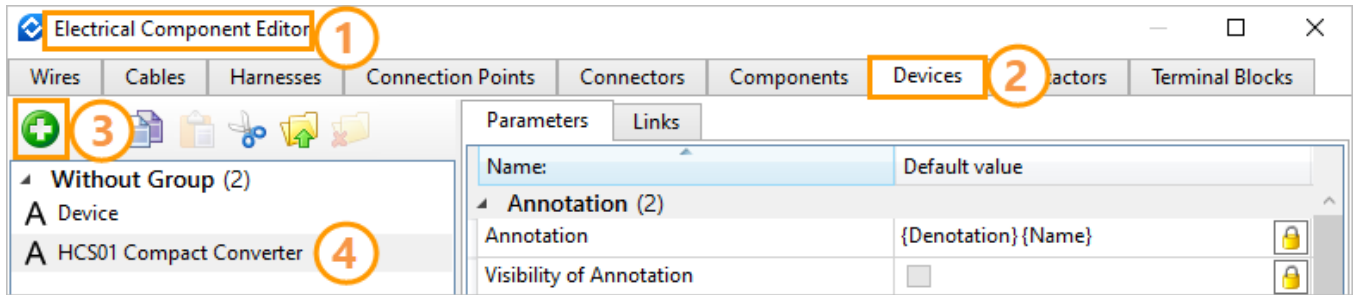 Electrical Component Editor
1
Wires Cables Harnesses Connection Points Connectors Components Devices 2 Terminal Blocks
3
Parameters Links
Name: Default value
Without Group (2)
Annotation (2)
A Device
Annotation {Denotation}{Name}
A HCS01 Compact Converter 4
Visibility of Annotation